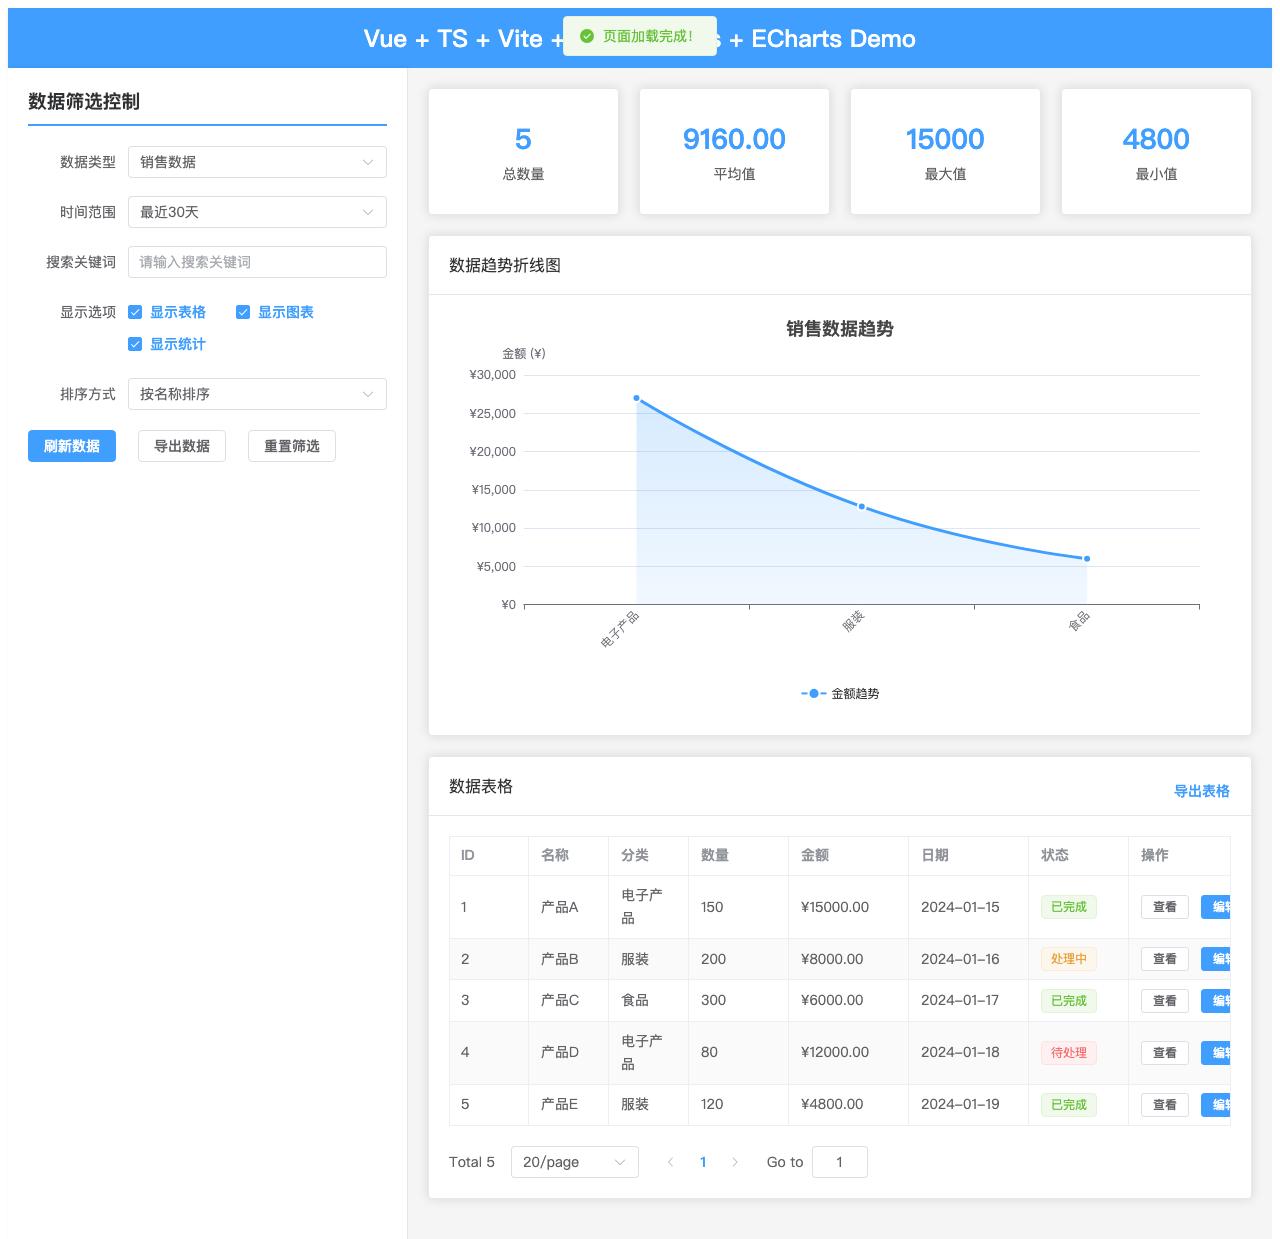 Vue + TS + Vite + s + ECharts Demo
页面加载完成！
数据筛选控制
数据类型 销售数据
时间范围 最近30天
搜索关键词 请输入搜索关键词
显示选项 显示表格 显示图表
显示统计
排序方式 按名称排序
刷新数据 导出数据 重置筛选
5 9160.00 15000 4800
总数量 平均值 最大值 最小值
数据趋势折线图
销售数据趋势
金额 (¥)
¥30,000
¥25,000
¥20,000
¥15,000
¥10,000
¥5,000
¥0
电子产品 服装 食品
金额趋势
数据表格
导出表格
ID 名称 分类 数量 金额 日期 状态 操作
1 产品A 电子产品 150 ¥15000.00 2024-01-15 已完成 查看 编
2 产品B 服装 200 ¥8000.00 2024-01-16 处理中 查看 编
3 产品C 食品 300 ¥6000.00 2024-01-17 已完成 查看 编
4 产品D 电子产品 80 ¥12000.00 2024-01-18 待处理 查看 编
5 产品E 服装 120 ¥4800.00 2024-01-19 已完成 查看 编
Total 5 20/page 1 Go to 1